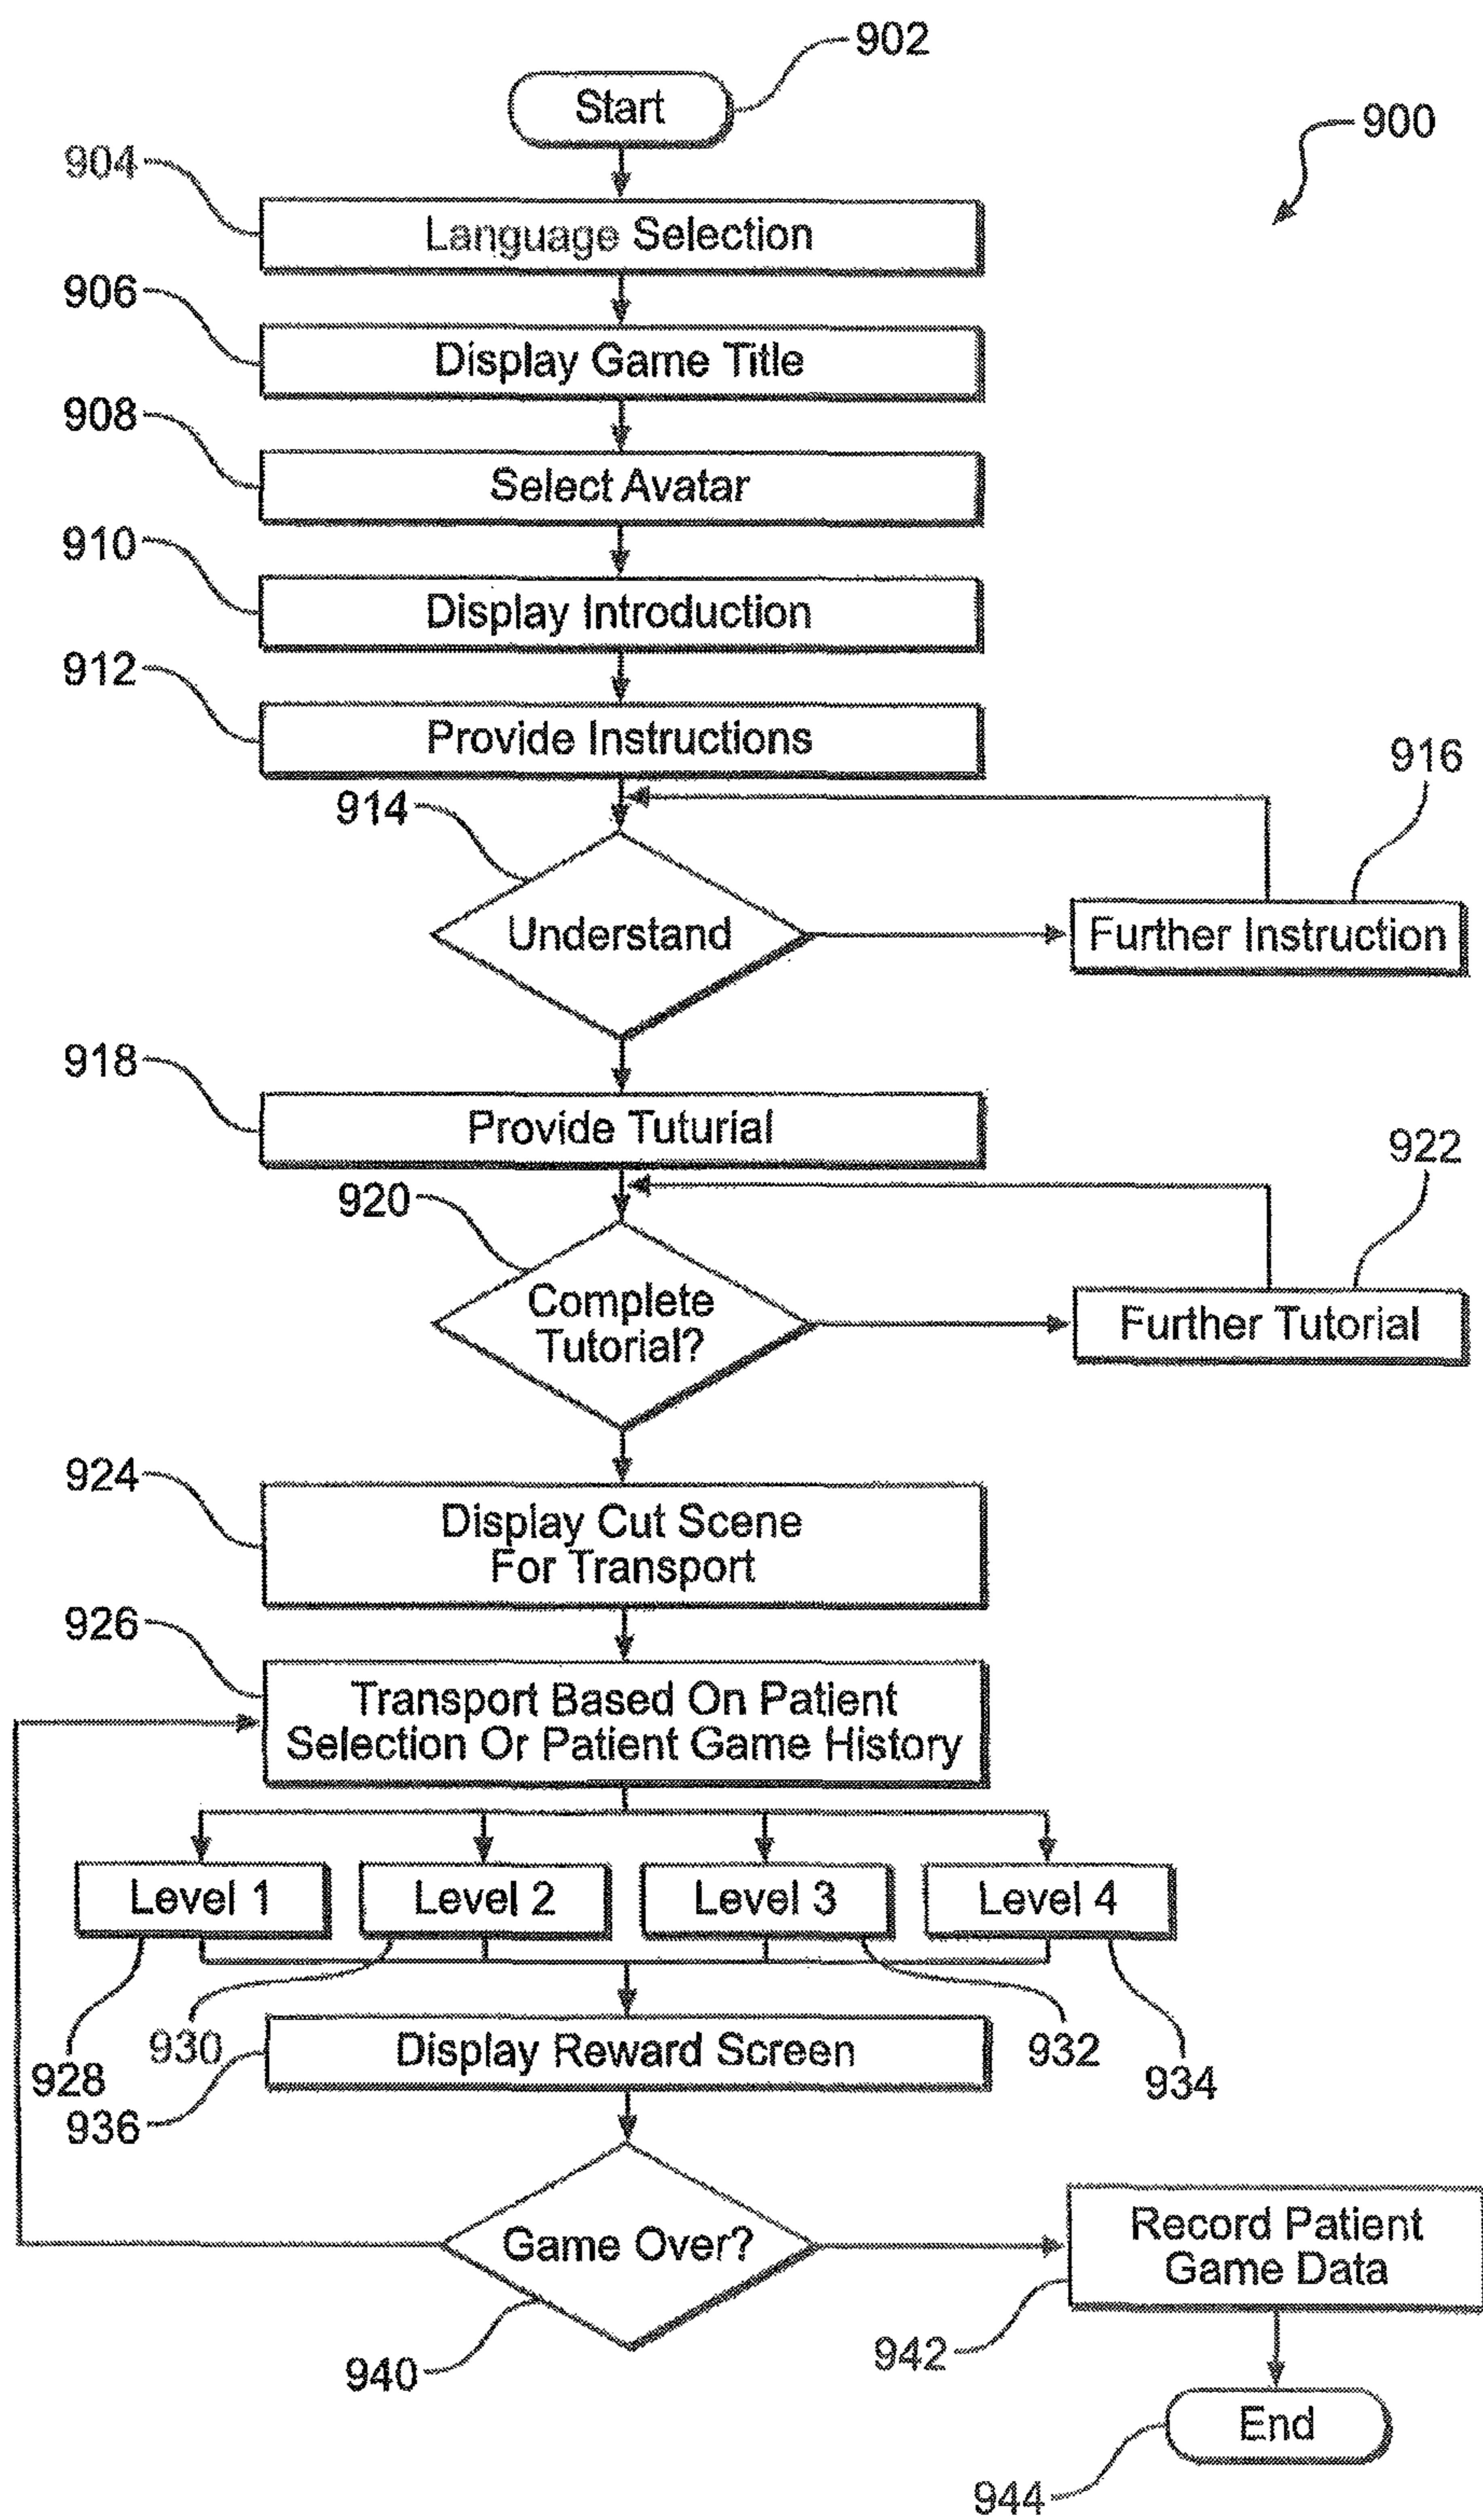 902
Start
900
904
Language Selection
906
Display Game Title
908
Select Avatar
910
Display Introduction
912
Provide Instructions
916
914
Understand
Further Instruction
918
Provide Tuturial
922
920
Complete
Tutorial?
Further Tutorial
924
Display Cut Scene
For Transport
926
Transport Based On Patient
Selection Or Patient Game History
Level 1
Level 2
Level 3
Level 4
928
930
932
934
936
Display Reward Screen
Game Over?
940
Record Patient
Game Data
942
End
944